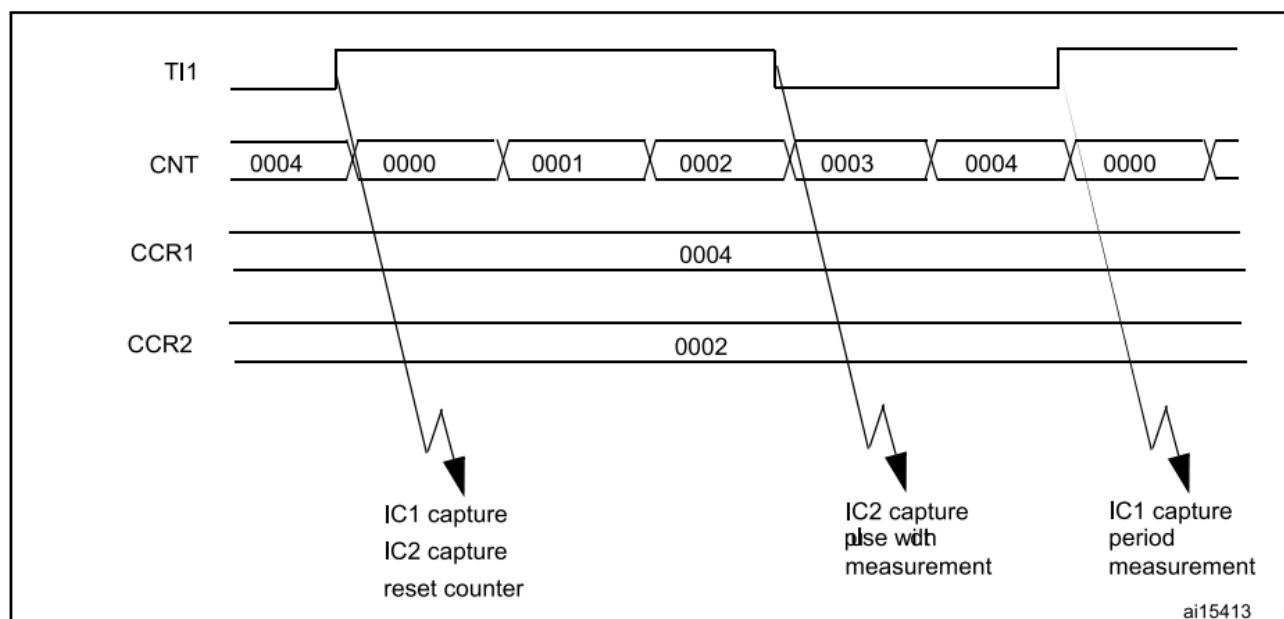 TI1
CNT 0004 0000 0001 0002 0003 0004 0000
CCR1 0004
CCR2 0002
IC1 capture
IC2 capture
reset counter
IC2 capture
pulse width
measurement
IC1 capture
period
measurement
ai15413